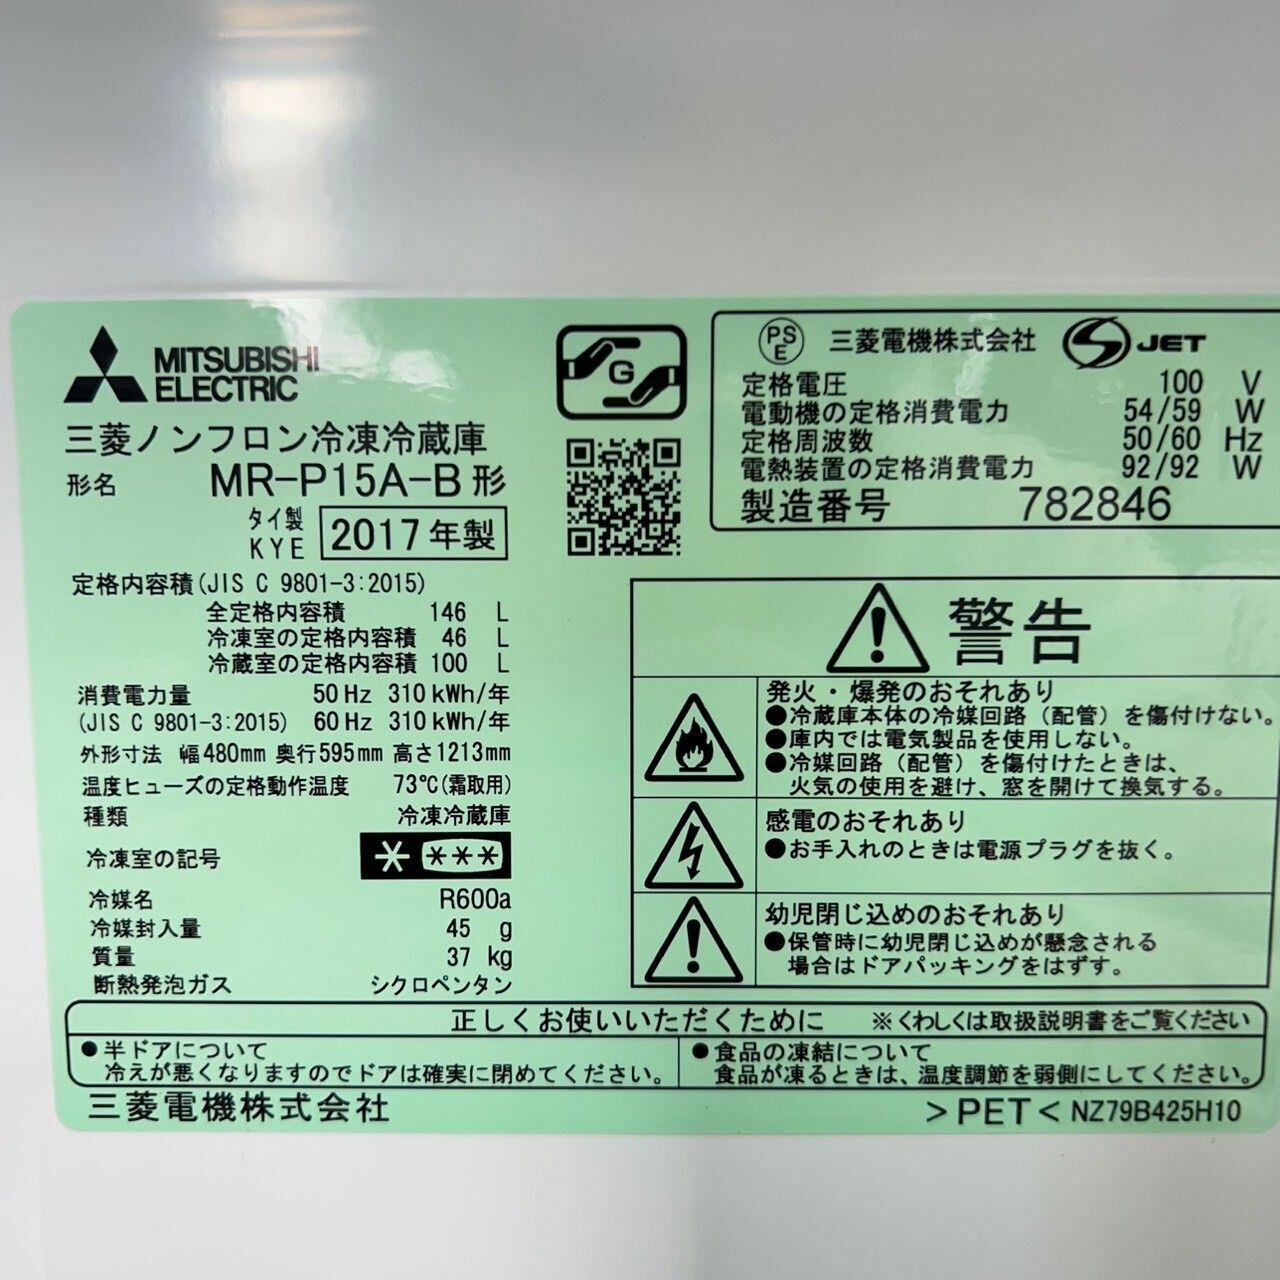 MITSUBISHI
ELECTRIC
三菱ノンフロン冷凍冷蔵庫
形名 MR-P15A-B 形
タイ製
KYE 2017年製
定格内容積(JIS C 9801-3:2015)
全定格内容積 146 L
冷凍室の定格内容積 46 L
冷蔵室の定格内容積 100 L
消費電力量 50Hz 310kWh/年
(JIS C 9801-3:2015) 60Hz 310kWh/年
外形寸法 幅480mm 奥行595mm 高さ1213mm
温度ヒューズの定格動作温度 73℃(霜取用)
種類 冷凍冷蔵庫
冷凍室の記号 * ***
冷媒名 R600a
冷媒封入量 45 g
質量 37 kg
断熱発泡ガス シクロペンタン
G
PS
E 三菱電機株式会社 S JET
定格電圧 100 V
電動機の定格消費電力 54/59 W
定格周波数 50/60 Hz
電熱装置の定格消費電力 92/92 W
製造番号 782846
警告
発火・爆発のおそれあり
●冷蔵庫本体の冷媒回路（配管）を傷付けない。
●庫内では電気製品を使用しない。
●冷媒回路（配管）を傷付けたときは、
火気の使用を避け、窓を開けて換気する。
感電のおそれあり
●お手入れのときは電源プラグを抜く。
幼児閉じ込めのおそれあり
●保管時に幼児閉じ込めが懸念される
場合はドアパッキングをはずす。
正しくお使いいただくために ※くわしくは取扱説明書をご覧ください
●半ドアについて
冷えが悪くなりますのでドアは確実に閉めてください。
●食品の凍結について
食品が凍るときは、温度調節を弱側にしてください。
三菱電機株式会社
>PET< NZ79B425H10